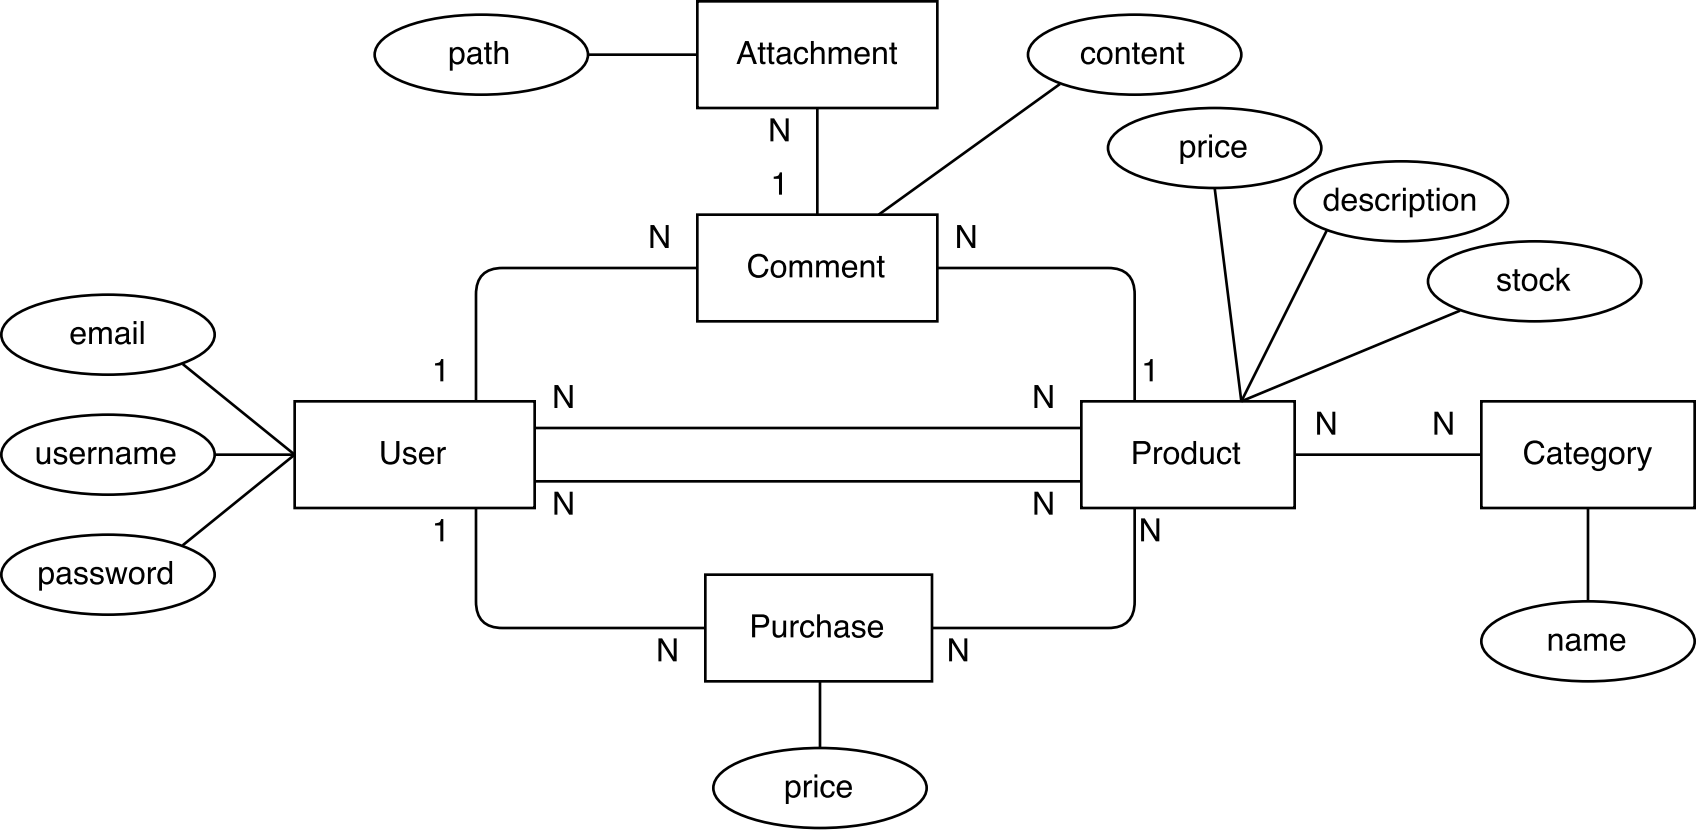 path
Attachment
content
N
price
1
description
N
N
stock
Comment
email
1
1
N
N
N
N
username
User
Product
Category
N
N
1
N
password
Purchase
N
N
name
price